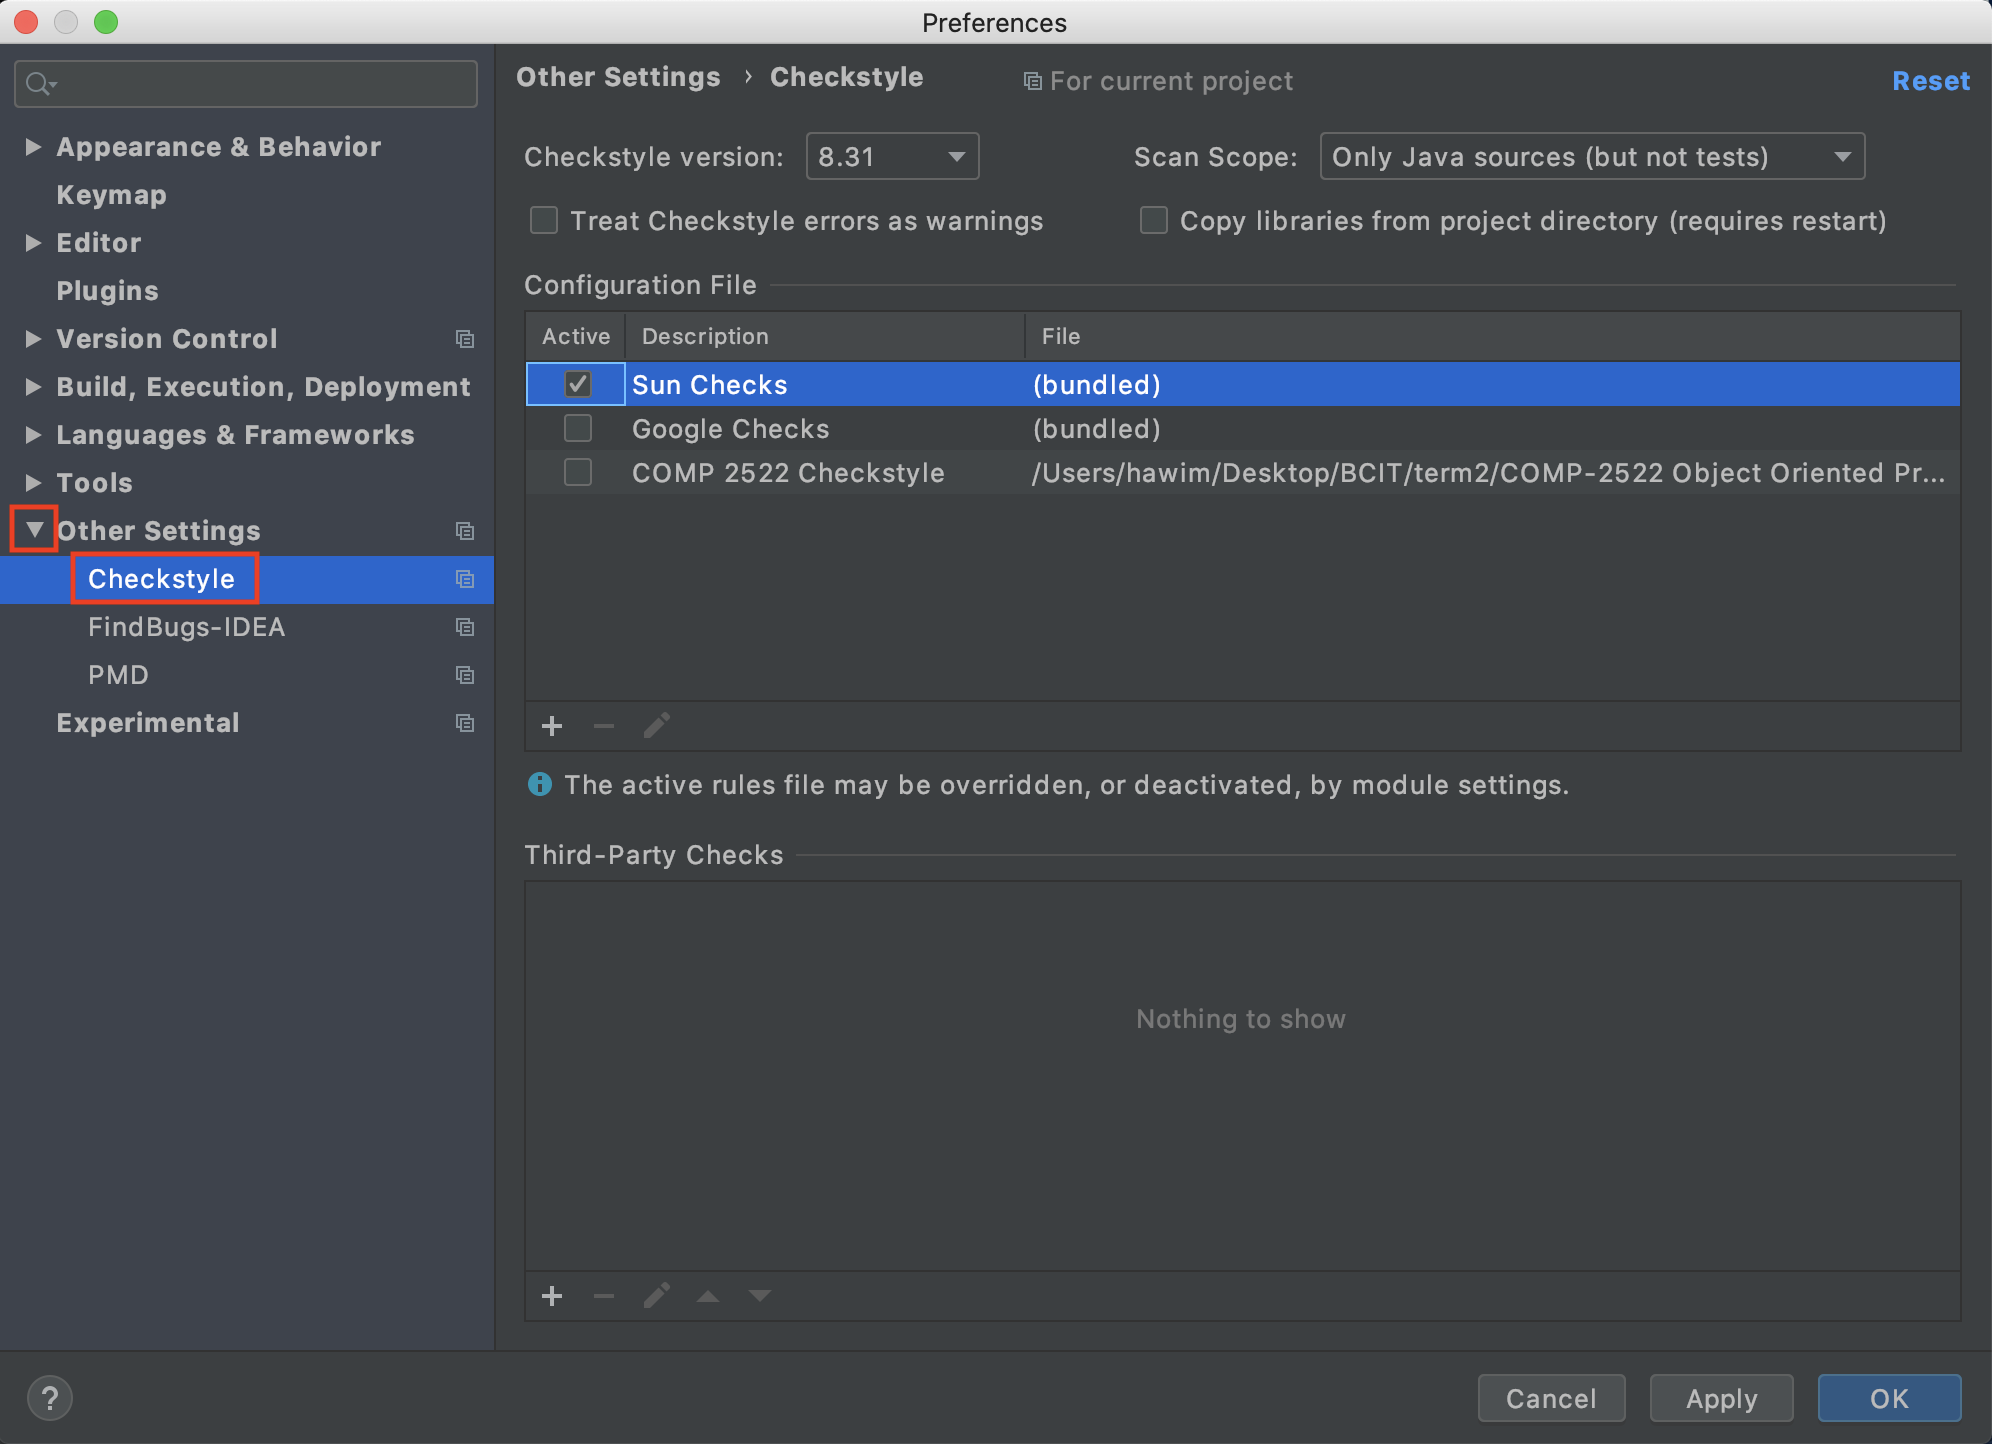 Preferences
Other Settings › Checkstyle
For current project
Reset
Appearance & Behavior
Keymap
Editor
Plugins
Version Control
Build, Execution, Deployment
Languages & Frameworks
Tools
Other Settings
Checkstyle
FindBugs-IDEA
PMD
Experimental
Checkstyle version: 8.31
Scan Scope: Only Java sources (but not tests)
Treat Checkstyle errors as warnings
Copy libraries from project directory (requires restart)
Configuration File
Active Description File
Sun Checks (bundled)
Google Checks (bundled)
COMP 2522 Checkstyle /Users/hawim/Desktop/BCIT/term2/COMP-2522 Object Oriented Pr...
The active rules file may be overridden, or deactivated, by module settings.
Third-Party Checks
Nothing to show
?
Cancel
Apply
OK